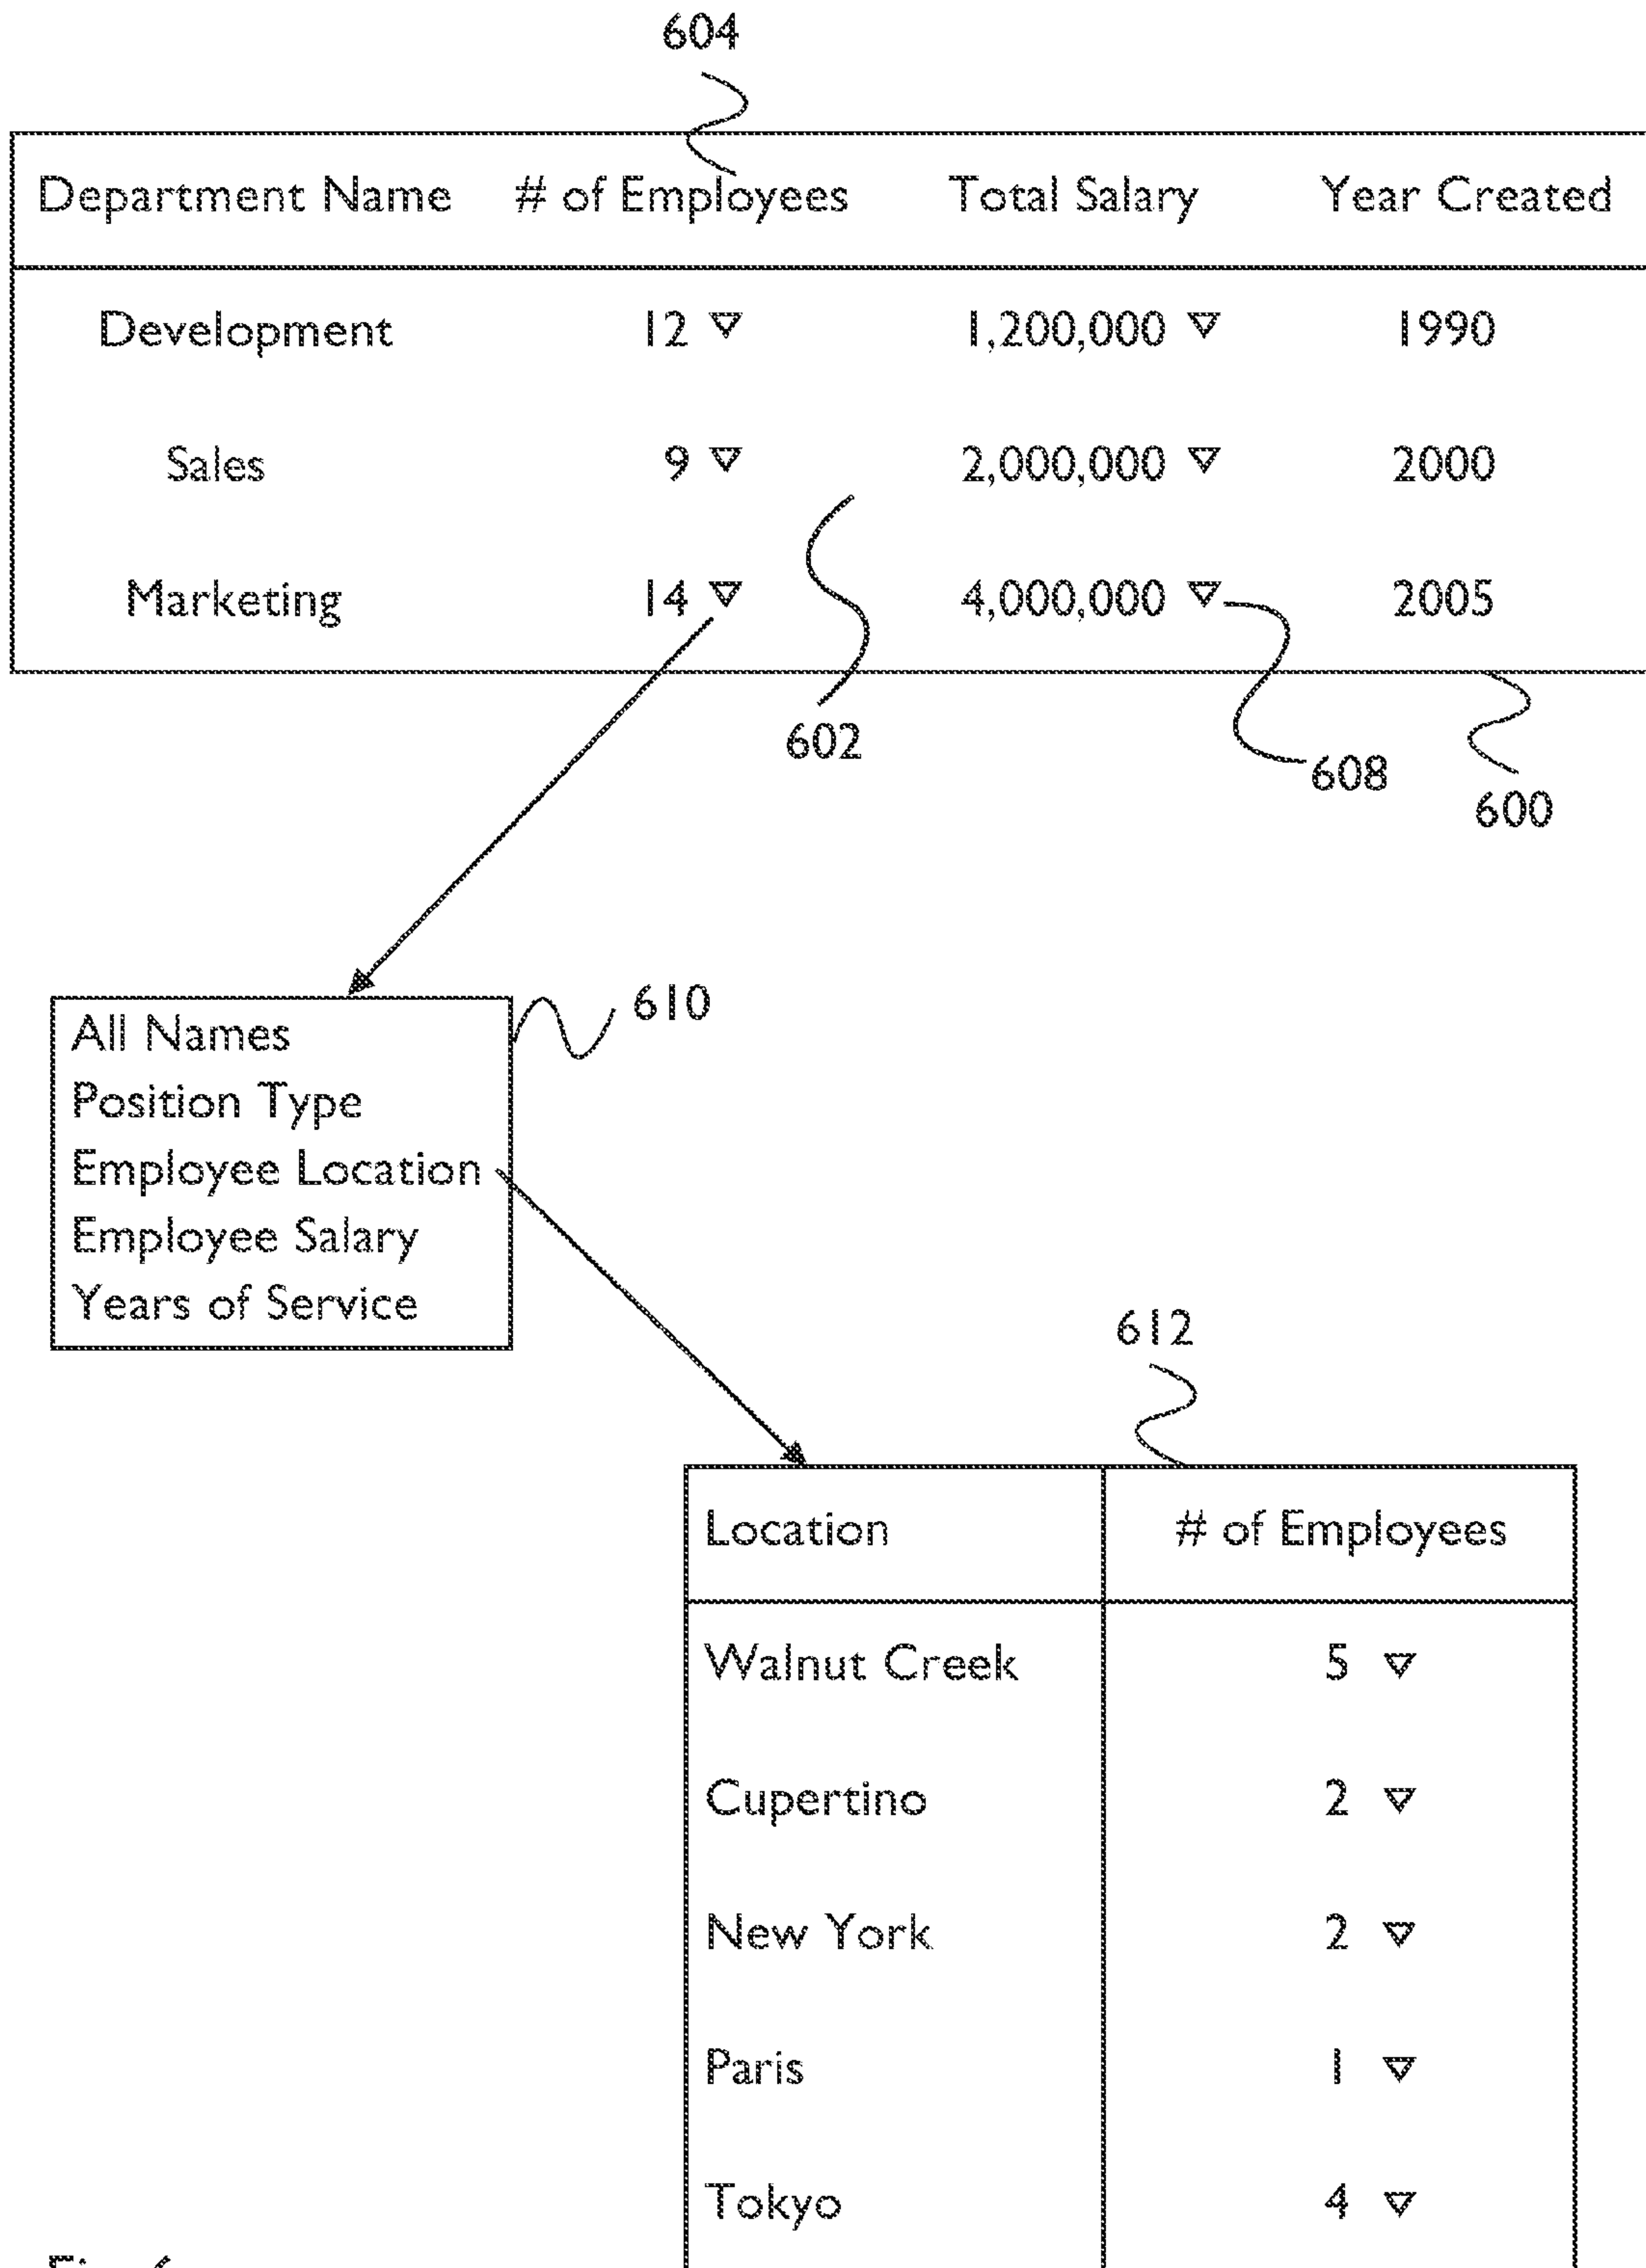 604
Department Name # of Employees Total Salary Year Created
Development 12 1,200,000 1990
Sales 9 2,000,000 2000
Marketing 14 4,000,000 2005
602
608
600
610
All Names
Position Type
Employee Location
Employee Salary
Years of Service
612
Location # of Employees
Walnut Creek 5
Cupertino 2
New York 2
Paris 1
Tokyo 4